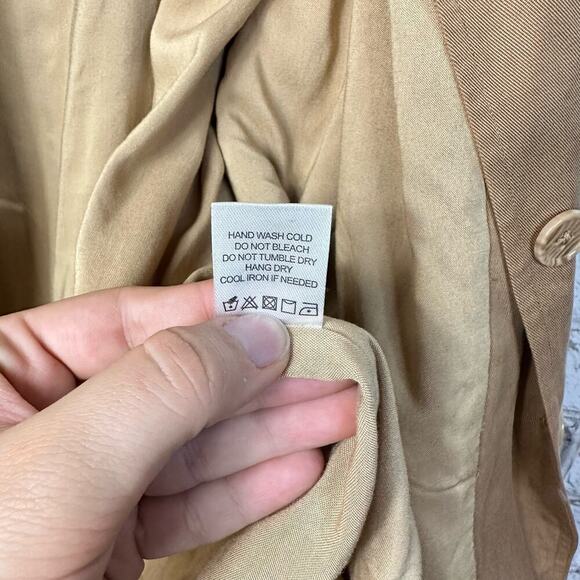 HAND WASH COLD
DO NOT BLEACH
DO NOT TUMBLE DRY
HANG DRY
COOL IRON IF NEEDED